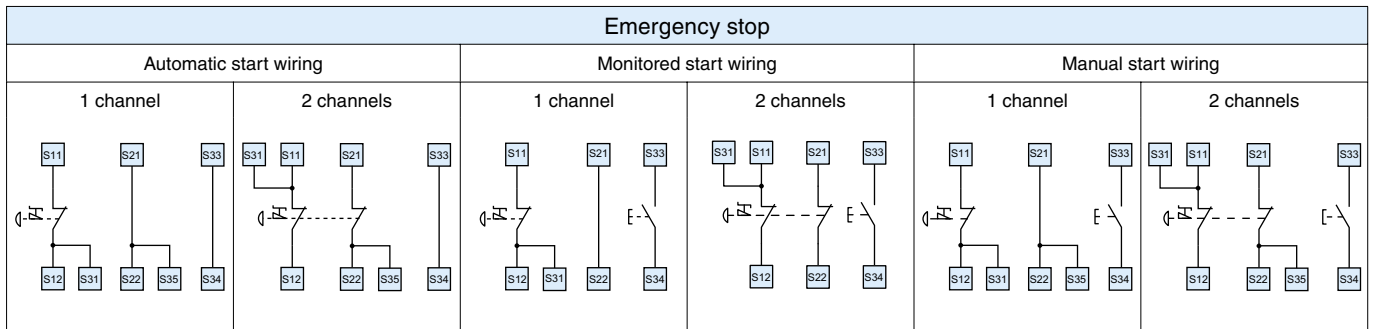 Emergency stop
Automatic start wiring Monitored start wiring Manual start wiring
1 channel 2 channels 1 channel 2 channels 1 channel 2 channels
S11 S21 S33 S31 S11 S21 S33 S11 S21 S33 S31 S11 S21 S33 S11 S21 S33 S31 S11 S21 S33
S12 S31 S22 S35 S34 S12 S22 S35 S34 S12 S31 S22 S34 S12 S22 S34 S12 S31 S22 S35 S34 S12 S22 S35 S34